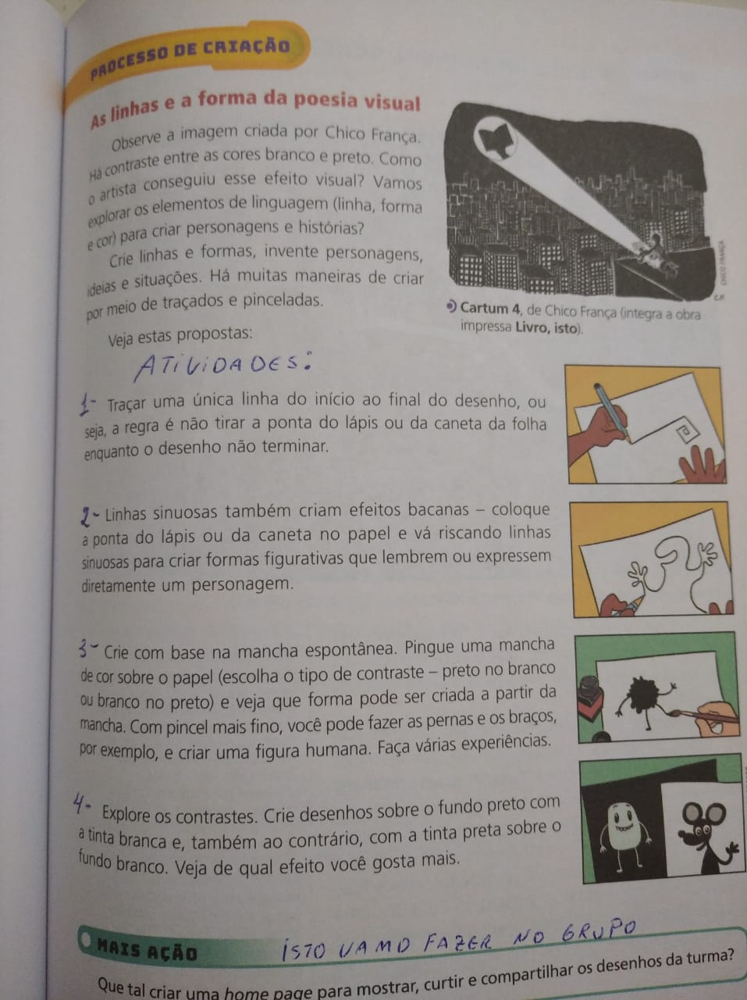 PROCESSO DE CRIAÇÃO
As linhas e a forma da poesia visual
Observe a imagem criada por Chico França.
Há contraste entre as cores branco e preto. Como
o artista conseguiu esse efeito visual? Vamos
explorar os elementos de linguagem (linha, forma
e cor) para criar personagens e histórias?
Crie linhas e formas, invente personagens,
ideias e situações. Há muitas maneiras de criar
por meio de traçados e pinceladas.
Veja estas propostas:
CHICO FRANÇA
C.F.
Cartum 4, de Chico França (integra a obra
impressa Livro, isto).
ATIVIDADES:
1- Traçar uma única linha do início ao final do desenho, ou
seja, a regra é não tirar a ponta do lápis ou da caneta da folha
enquanto o desenho não terminar.
2- Linhas sinuosas também criam efeitos bacanas – coloque
a ponta do lápis ou da caneta no papel e vá riscando linhas
sinuosas para criar formas figurativas que lembrem ou expressem
diretamente um personagem.
3- Crie com base na mancha espontânea. Pingue uma mancha
de cor sobre o papel (escolha o tipo de contraste – preto no branco
ou branco no preto) e veja que forma pode ser criada a partir da
mancha. Com pincel mais fino, você pode fazer as pernas e os braços,
por exemplo, e criar uma figura humana. Faça várias experiências.
4- Explore os contrastes. Crie desenhos sobre o fundo preto com
a tinta branca e, também ao contrário, com a tinta preta sobre o
fundo branco. Veja de qual efeito você gosta mais.
MAIS AÇÃO
ISTO VAMO FAZER NO GRUPO
Que tal criar uma home page para mostrar, curtir e compartilhar os desenhos da turma?